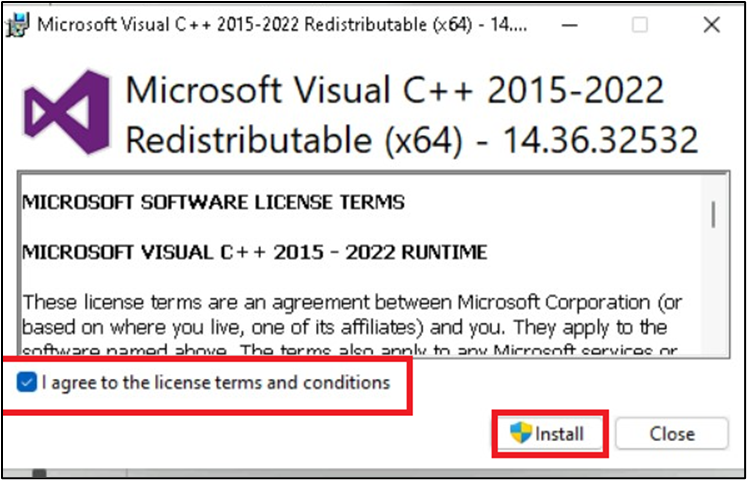 Microsoft Visual C++ 2015-2022 Redistributable (x64) - 14....
Microsoft Visual C++ 2015-2022
Redistributable (x64) - 14.36.32532
MICROSOFT SOFTWARE LICENSE TERMS
MICROSOFT VISUAL C++ 2015 - 2022 RUNTIME
These license terms are an agreement between Microsoft Corporation (or
based on where you live, one of its affiliates) and you. They apply to the
software named above. The terms also apply to any Microsoft services or
I agree to the license terms and conditions
Install
Close